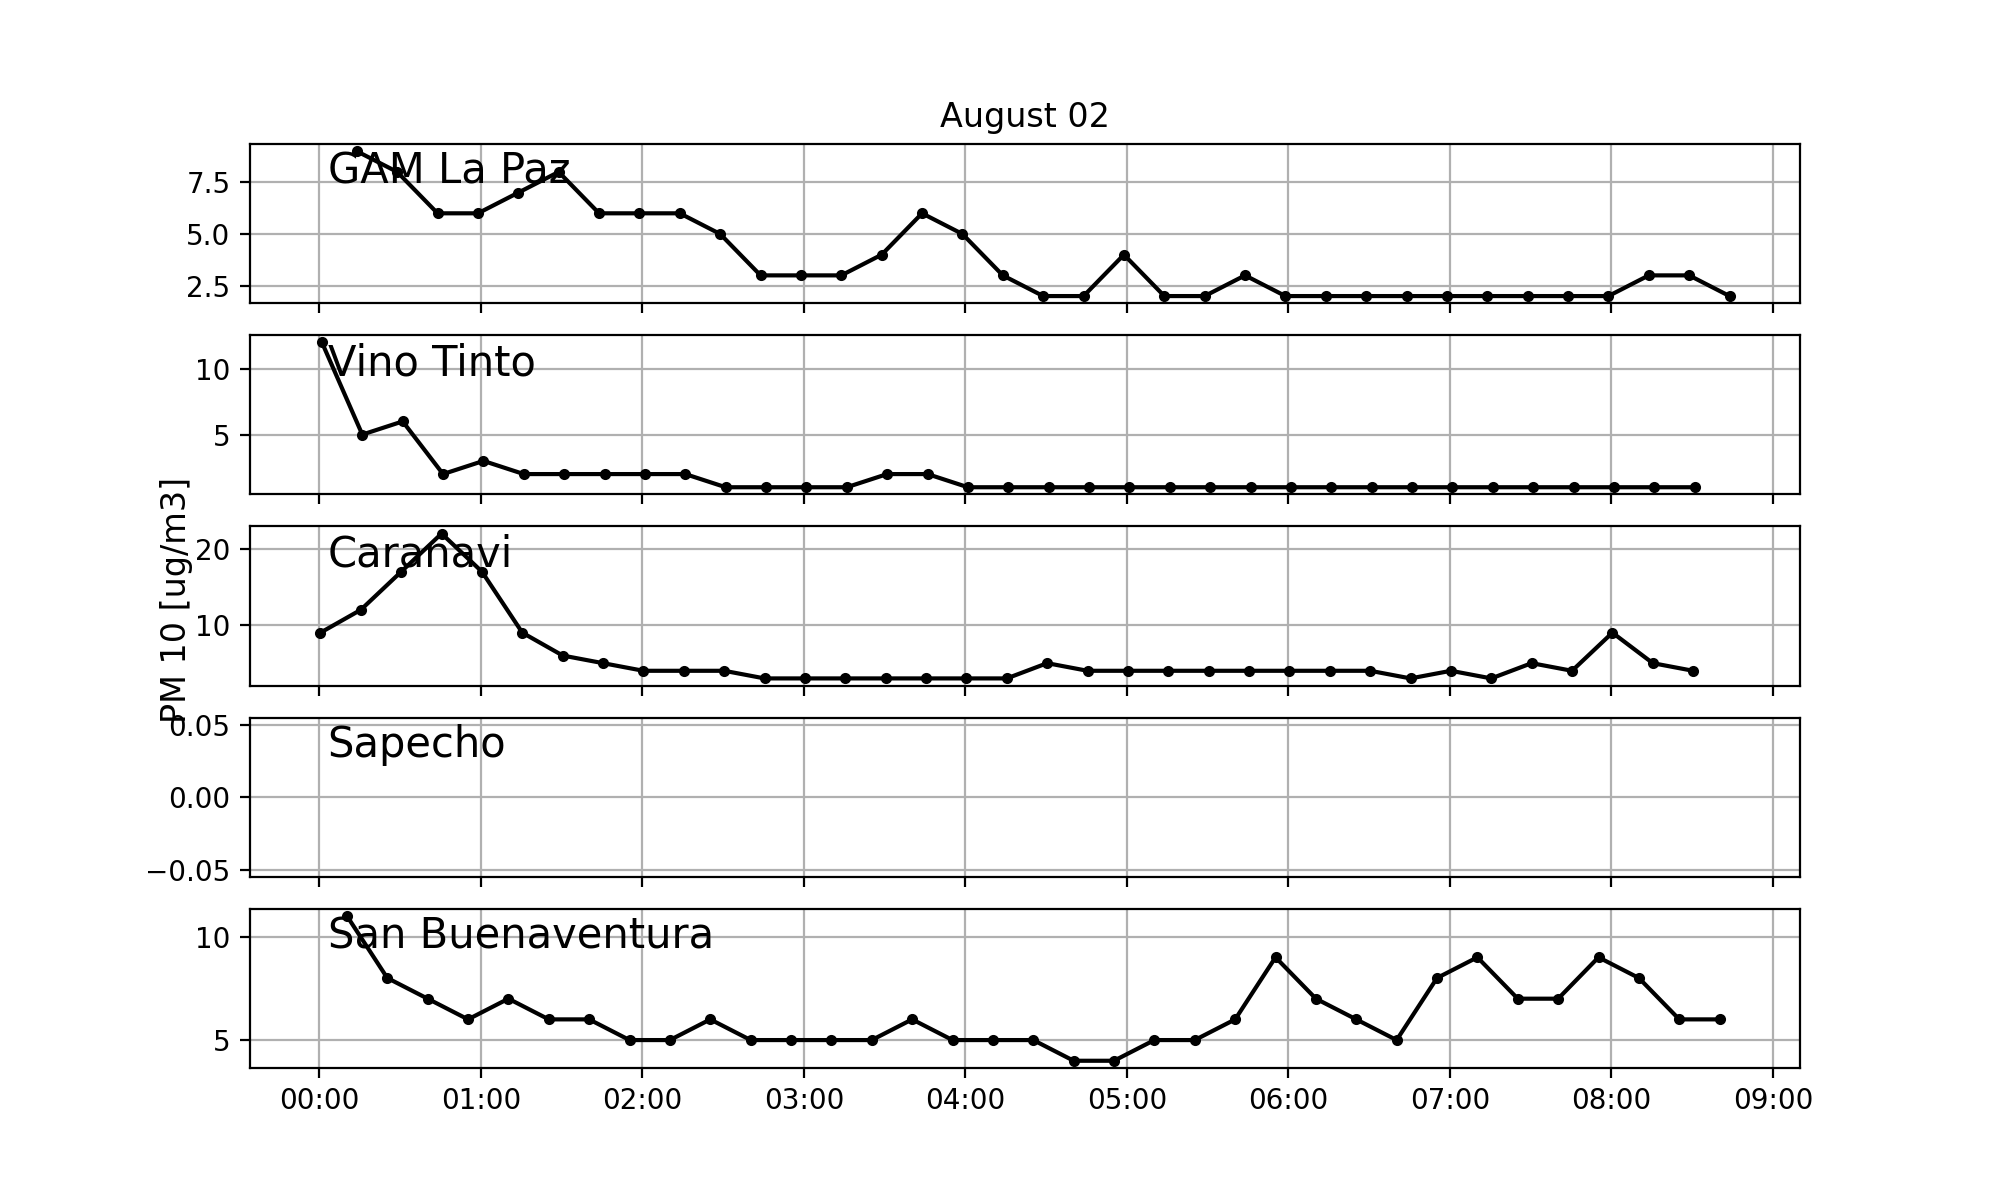 August 02
GAM La Paz
7.5
5.0
2.5
Vino Tinto
10
5
PM 10 [ug/m3]
Caranavi
20
10
Sapecho
0.05
0.00
−0.05
San Buenaventura
10
5
00:00 01:00 02:00 03:00 04:00 05:00 06:00 07:00 08:00 09:00